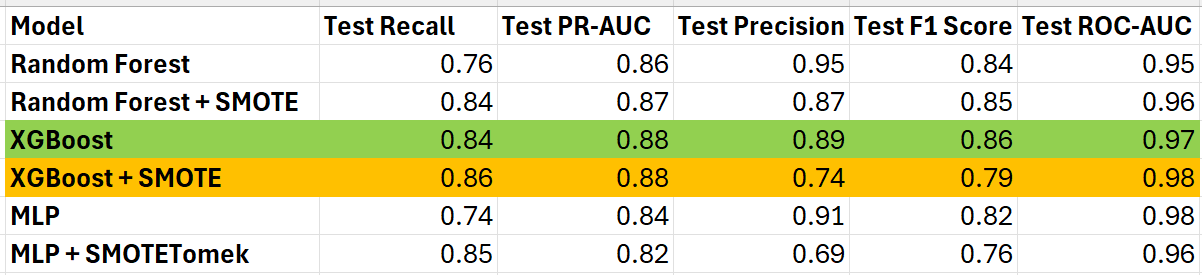 Model Test Recall Test PR-AUC Test Precision Test F1 Score Test ROC-AUC
Random Forest 0.76 0.86 0.95 0.84 0.95
Random Forest + SMOTE 0.84 0.87 0.87 0.85 0.96
XGBoost 0.84 0.88 0.89 0.86 0.97
XGBoost + SMOTE 0.86 0.88 0.74 0.79 0.98
MLP 0.74 0.84 0.91 0.82 0.98
MLP + SMOTETomek 0.85 0.82 0.69 0.76 0.96